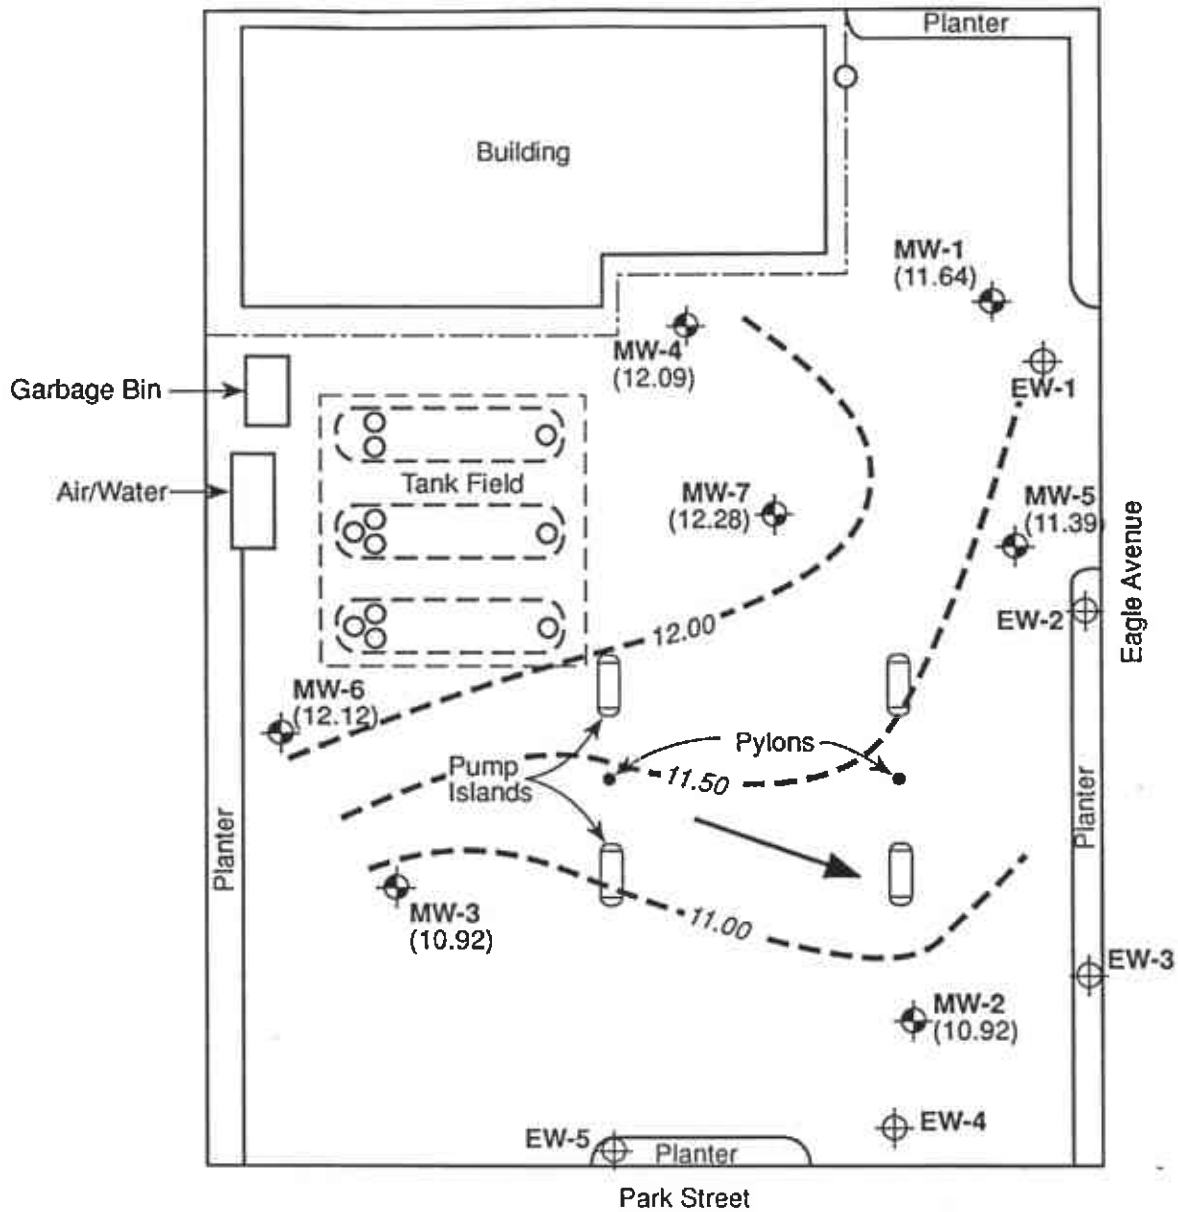 Planter
Building
MW-1
(11.64)
MW-4
(12.09)
EW-1
Garbage Bin
Air/Water
Tank Field
MW-7
(12.28)
MW-5
(11.39)
EW-2
Eagle Avenue
12.00
MW-6
(12.12)
Pump
Islands
Pylons
11.50
Planter
Planter
MW-3
(10.92)
11.00
EW-3
MW-2
(10.92)
EW-4
EW-5
Planter
Park Street